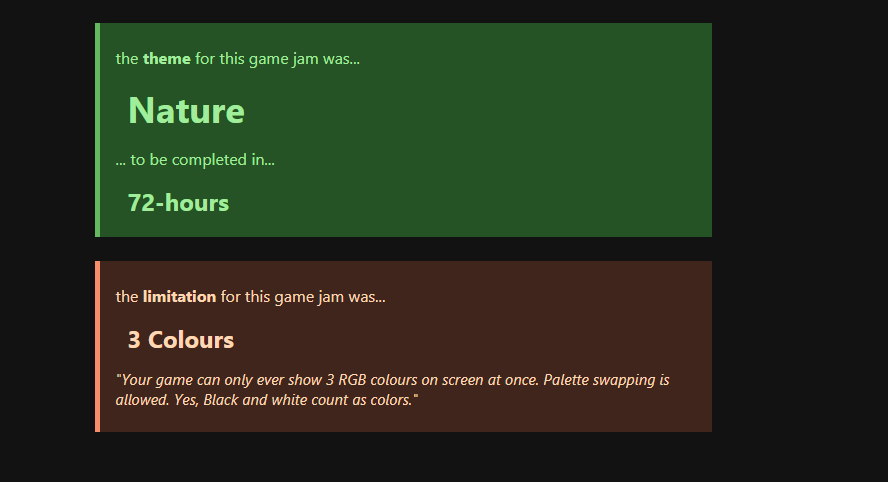 the theme for this game jam was...
Nature
... to be completed in...
72-hours
the limitation for this game jam was...
3 Colours
"Your game can only ever show 3 RGB colours on screen at once. Palette swapping is
allowed. Yes, Black and white count as colors."